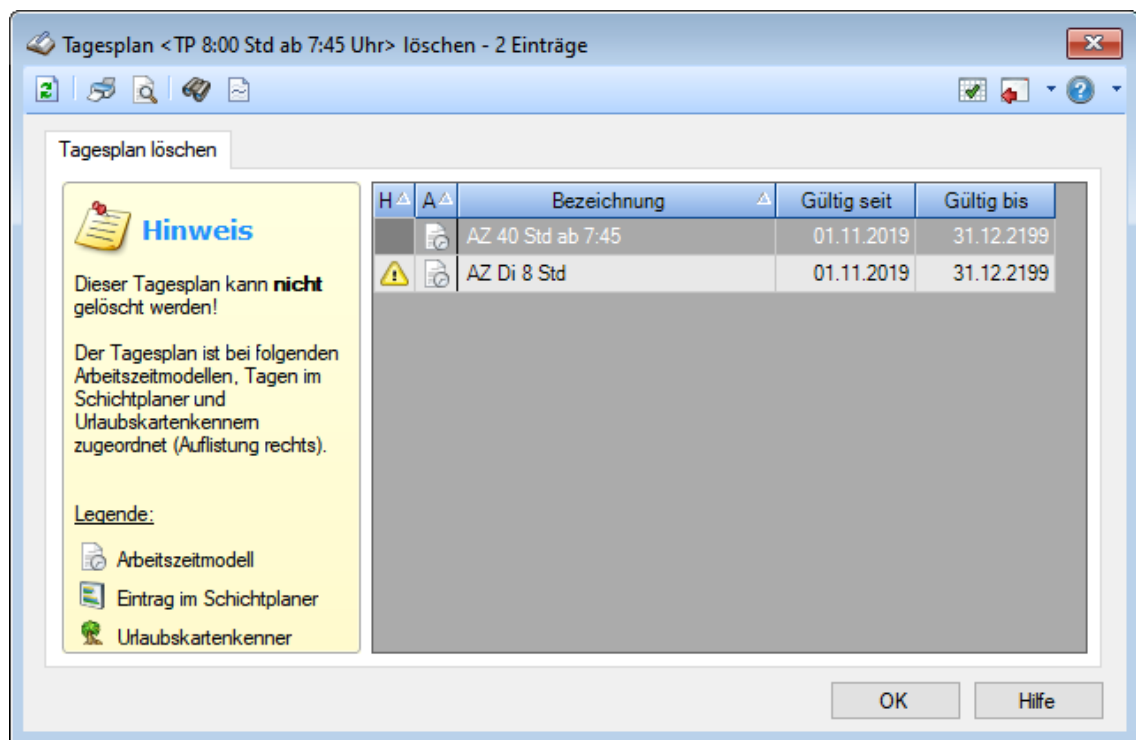 Tagesplan <TP 8:00 Std ab 7:45 Uhr> löschen - 2 Einträge
Tagesplan löschen
Hinweis
Dieser Tagesplan kann nicht
gelöscht werden!
Der Tagesplan ist bei folgenden
Arbeitszeitmodellen, Tagen im
Schichtplaner und
Urlaubskartenkennern
zugeordnet (Auflistung rechts).
Legende:
Arbeitszeitmodell
Eintrag im Schichtplaner
Urlaubskartenkenner
H A Bezeichnung Gültig seit Gültig bis
AZ 40 Std ab 7:45 01.11.2019 31.12.2199
AZ Di 8 Std 01.11.2019 31.12.2199
OK Hilfe